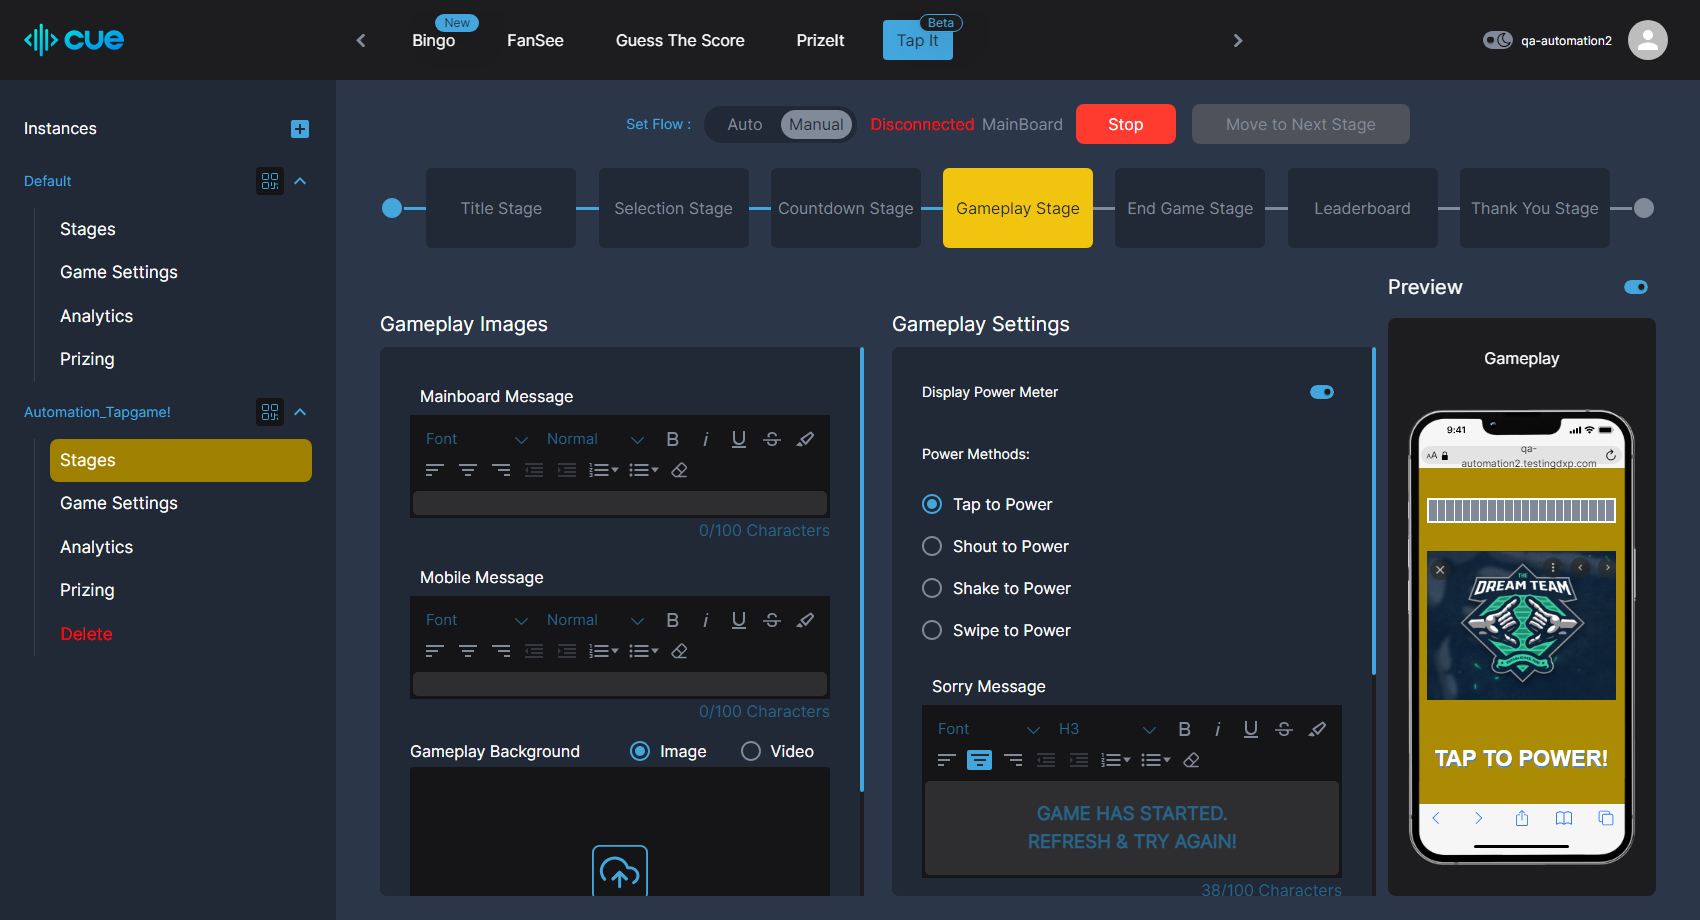 cue
Bingo
New
FanSee
Guess The Score
PrizeIt
Tap It
Beta
qa-automation2
Instances
Default
Stages
Game Settings
Analytics
Prizing
Automation_Tapgame!
Stages
Game Settings
Analytics
Prizing
Delete
Set Flow :
Auto
Manual
Disconnected MainBoard
Stop
Move to Next Stage
Title Stage
Selection Stage
Countdown Stage
Gameplay Stage
End Game Stage
Leaderboard
Thank You Stage
Gameplay Images
Mainboard Message
Font
Normal
B i U S
0/100 Characters
Mobile Message
Font
Normal
B i U S
0/100 Characters
Gameplay Background
Image
Video
Gameplay Settings
Display Power Meter
Power Methods:
Tap to Power
Shout to Power
Shake to Power
Swipe to Power
Sorry Message
Font
H3
B i U S
GAME HAS STARTED.
REFRESH & TRY AGAIN!
38/100 Characters
Preview
Gameplay
9:41
AA
qa-
automation2.testingdxp.com
THE
DREAM TEAM
TAP TO POWER!